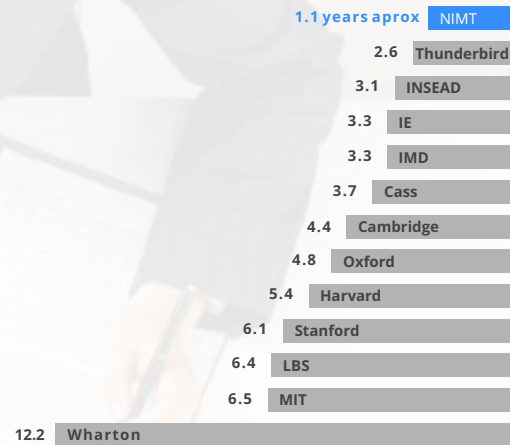 1.1 years aprox NIMT
2.6 Thunderbird
3.1 INSEAD
3.3 IE
3.3 IMD
3.7 Cass
4.4 Cambridge
4.8 Oxford
5.4 Harvard
6.1 Stanford
6.4 LBS
6.5 MIT
12.2 Wharton